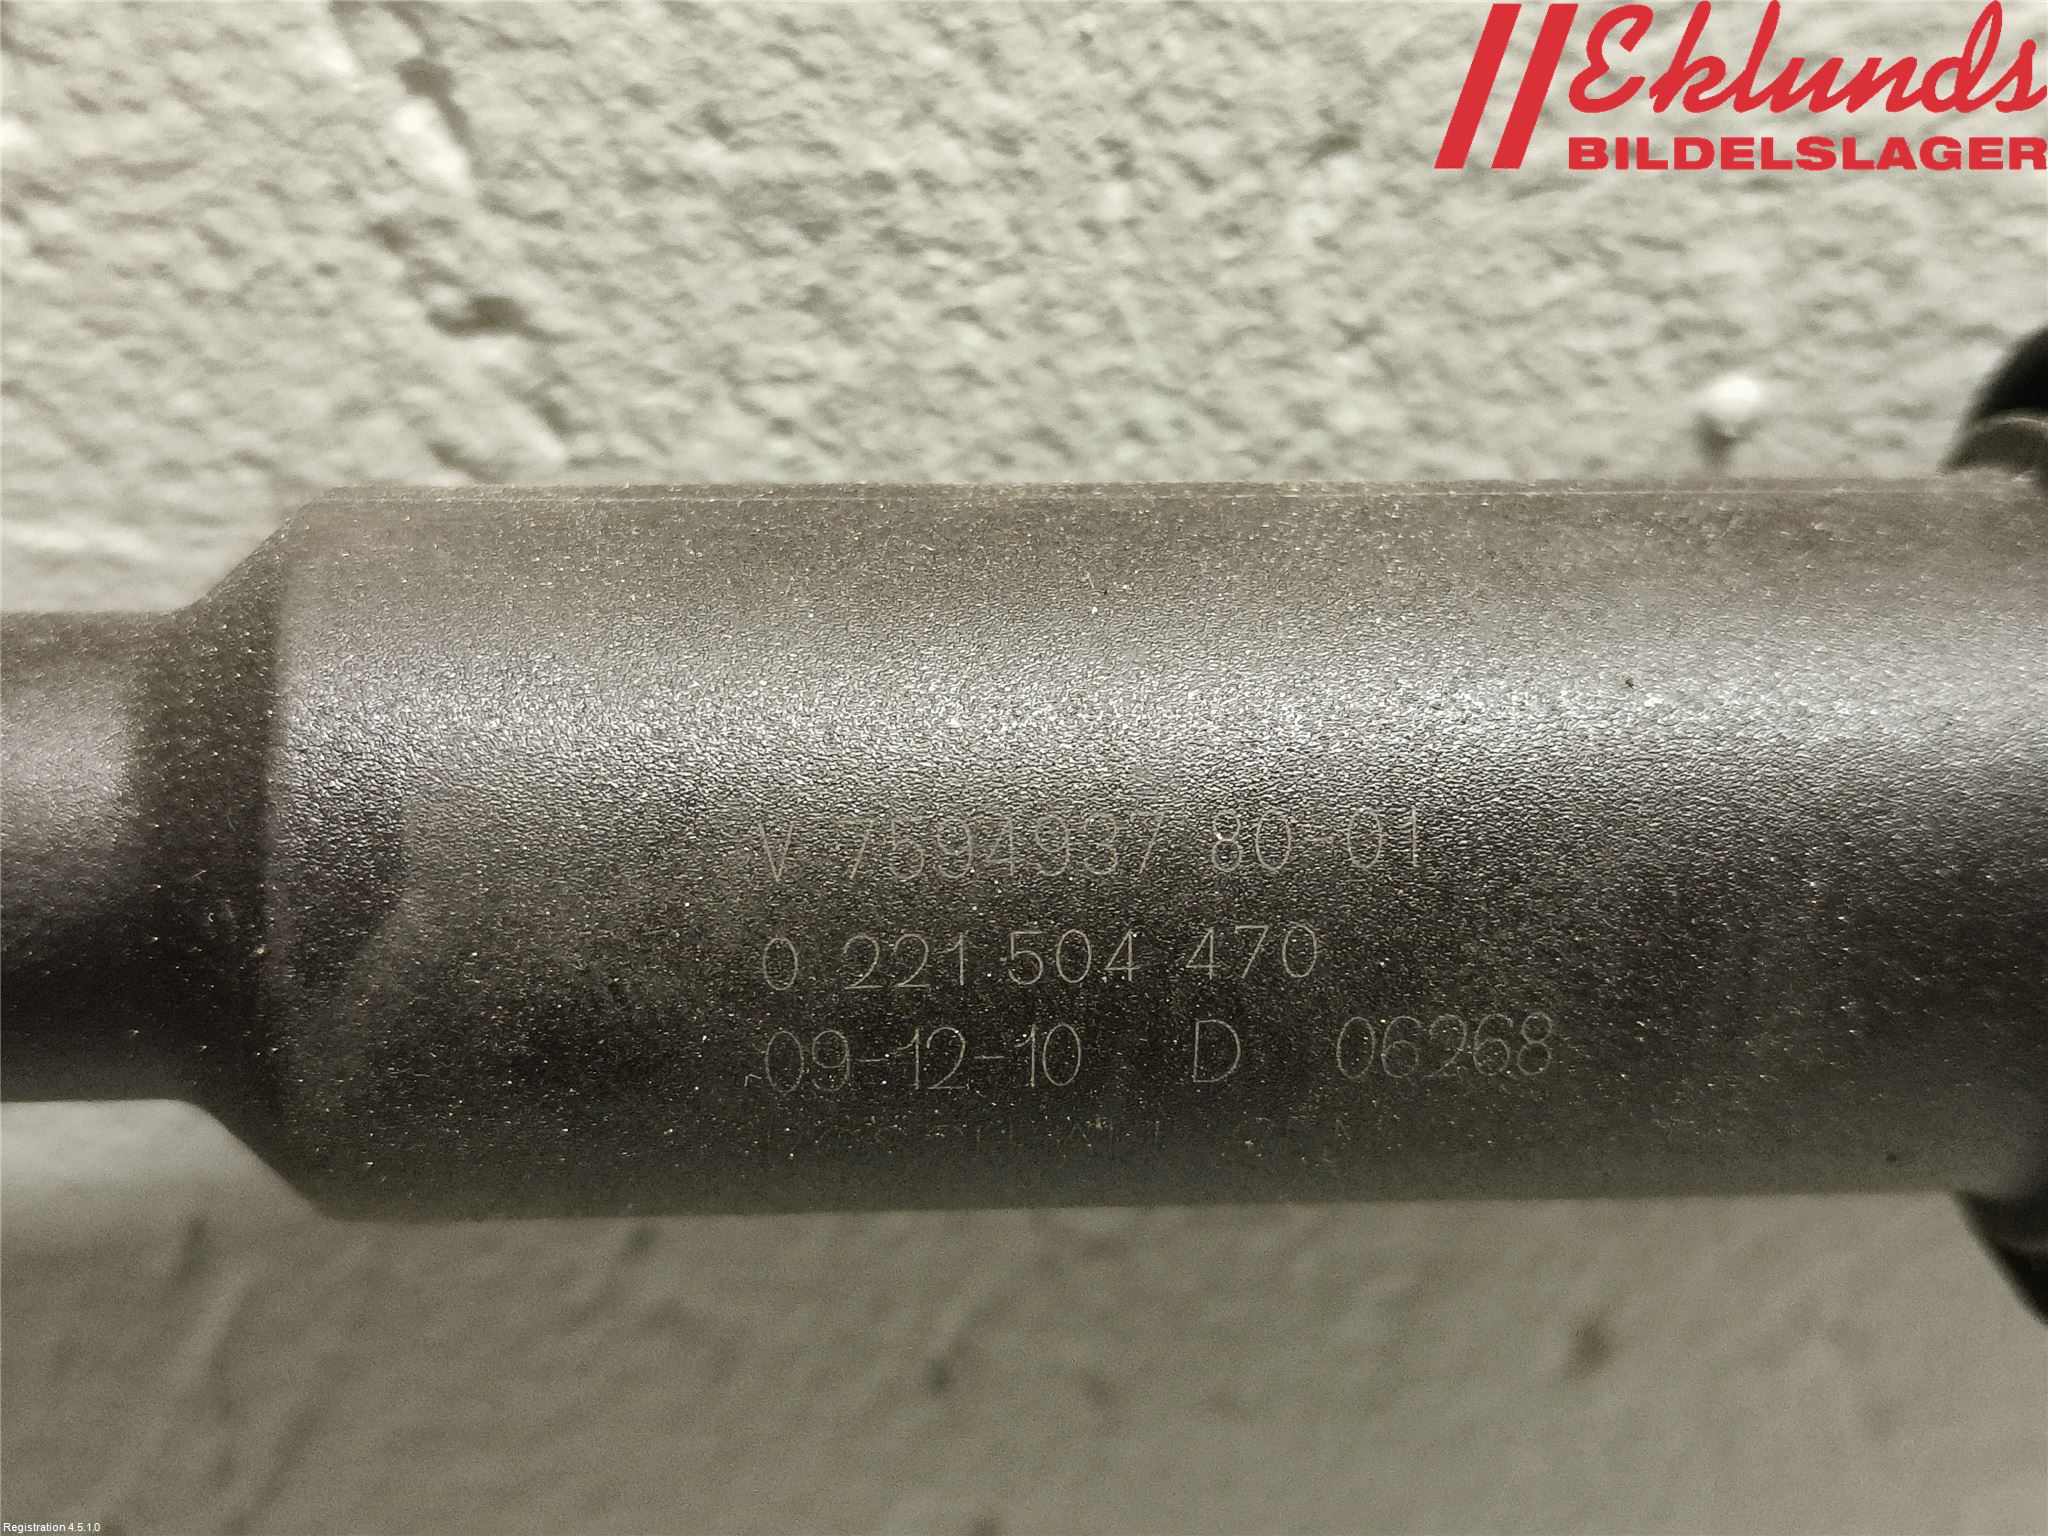 Eklunds
BILDELSLAGER
V 7594937 80-01
0 221 504 470
09-12-10 D 06268
Registration 4.5.1.0